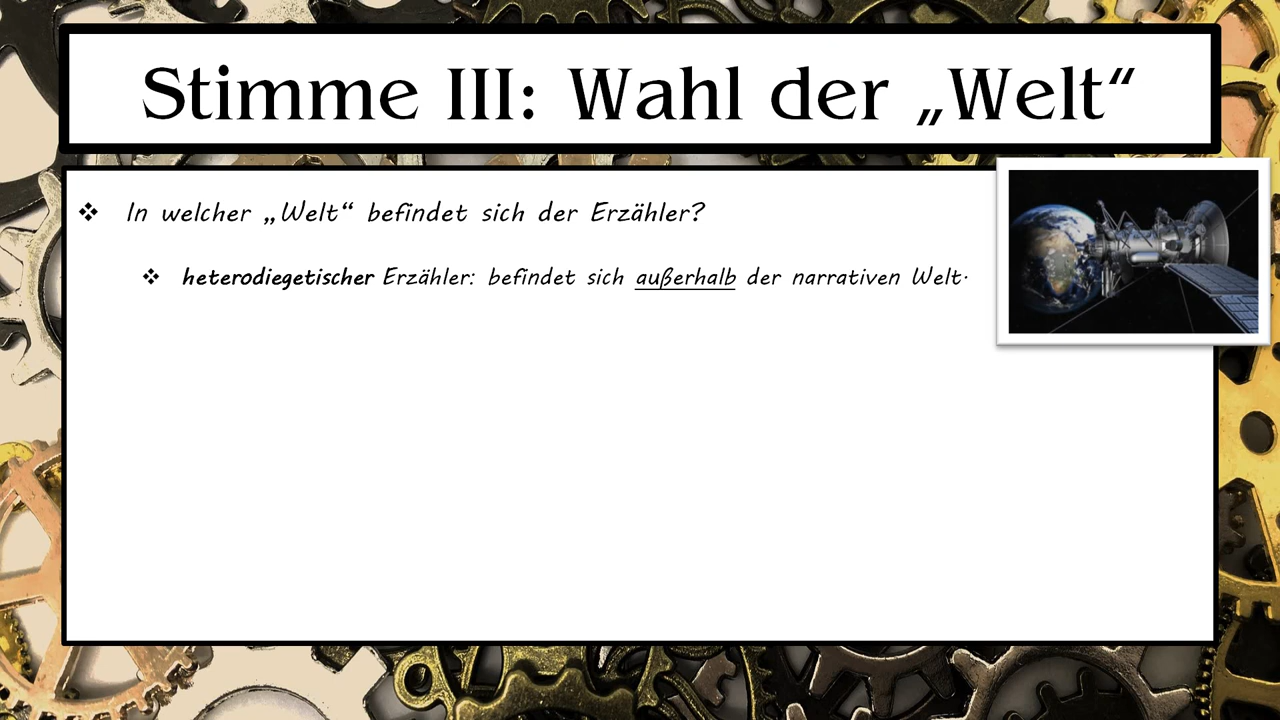 Stimme III: Wahl der „Welt“
In welcher „Welt“ befindet sich der Erzähler?
heterodiegetischer Erzähler: befindet sich außerhalb der narrativen Welt.